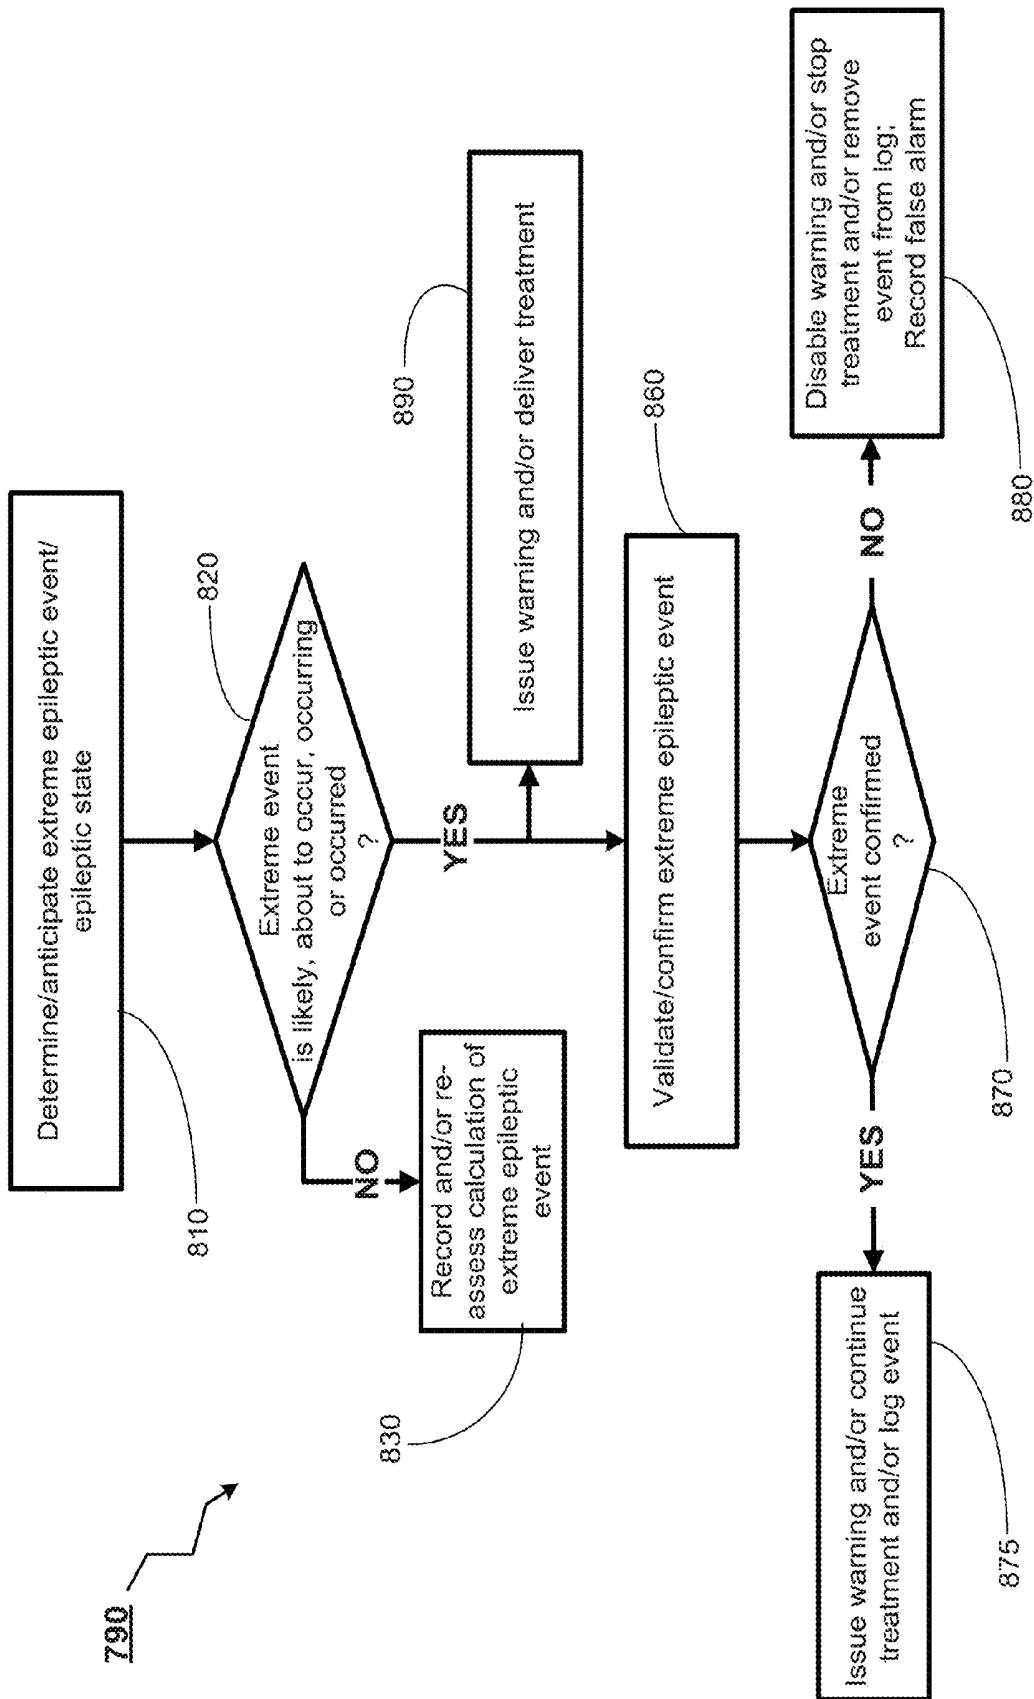 790
Determine/anticipate extreme epileptic event/
epileptic state
810
Extreme event
is likely, about to occur, occurring
or occurred
?
820
NO
Record and/or re-
assess calculation of
extreme epileptic
event
830
YES
Issue warning and/or deliver treatment
890
Validate/confirm extreme epileptic event
860
Extreme
event confirmed
?
870
YES
Issue warning and/or continue
treatment and/or log event
875
NO
Disable warning and/or stop
treatment and/or remove
event from log;
Record false alarm
880